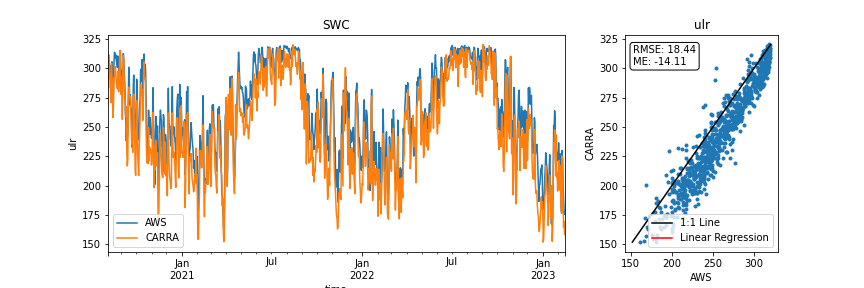 SWC
ulr
325
300
275
250
225
200
175
150
ulr
AWS
CARRA
Jan
2021
Jul
Jan
2022
Jul
Jan
2023
time
325
300
275
250
225
200
175
150
CARRA
RMSE: 18.44
ME: -14.11
1:1 Line
Linear Regression
150
200
250
300
AWS